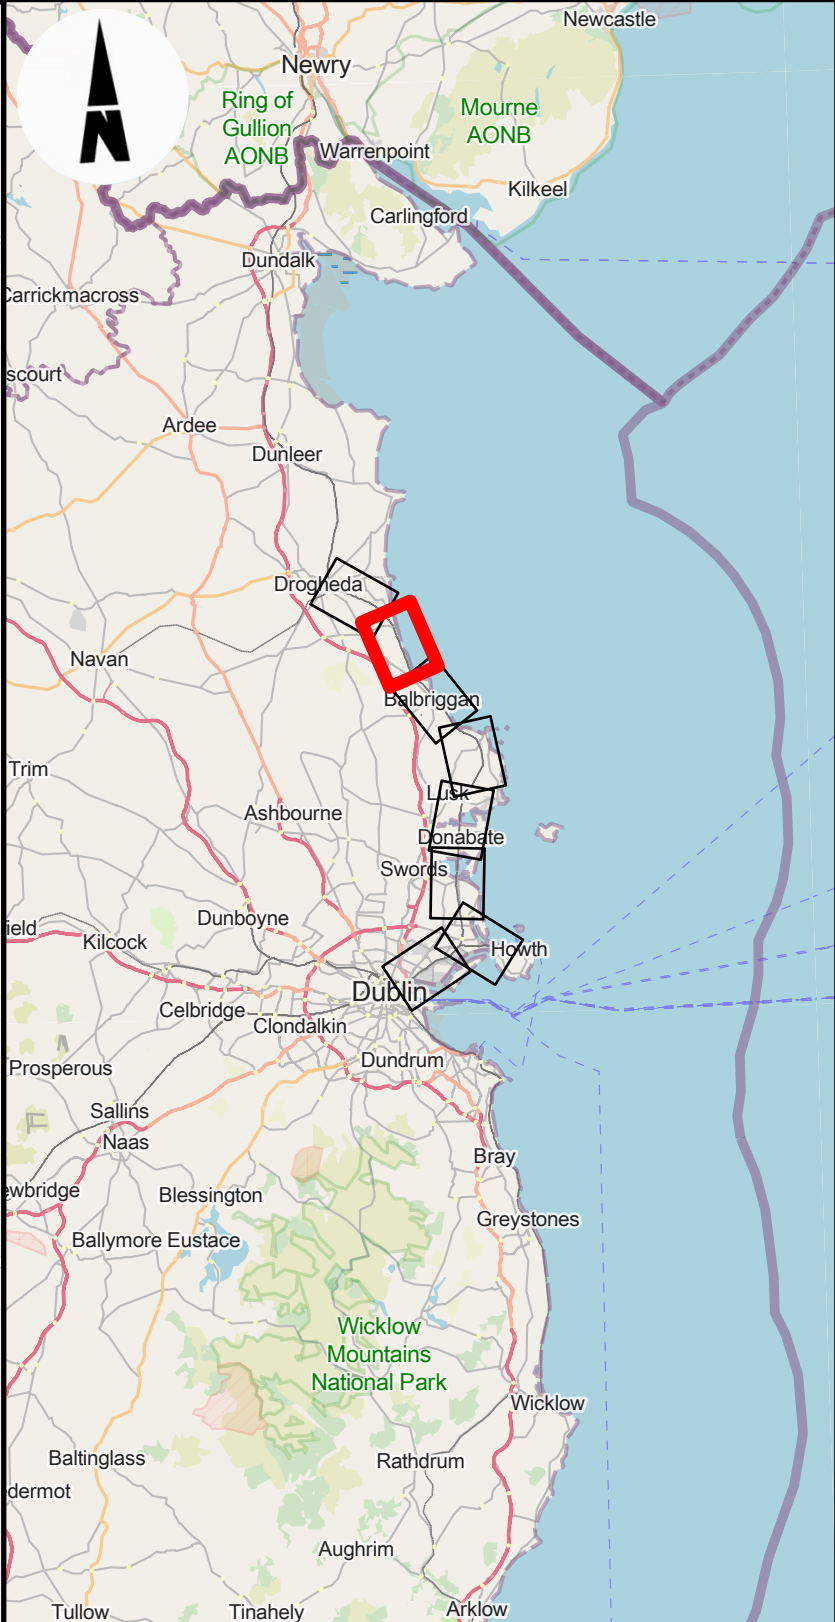 Newcastle
Newry
Ring of
Gullion
AONB
Mourne
AONB
N
Warrenpoint
Kilkeel
Carlingford
Dundalk
Carrickmacross
scourt
Ardee
Dunleer
Drogheda
Navan
Balbriggan
Trim
Lusk
Ashbourne
Donabate
Swords
Dunboyne
ield
Kilcock
Howth
Dublin
Celbridge
Clondalkin
Dundrum
Prosperous
Sallins
Naas
Bray
ewbridge
Blessington
Greystones
Ballymore Eustace
Wicklow
Mountains
National Park
Wicklow
Baltinglass
Rathdrum
dermot
Aughrim
Tullow
Tinahely
Arklow